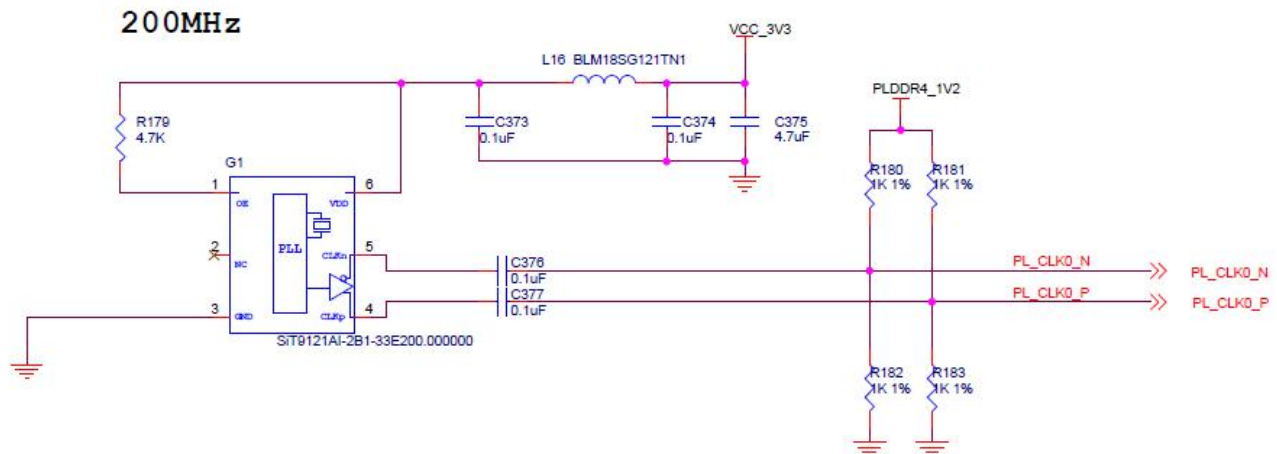 200MHz
VCC_3V3
L16 BLM18SG121TN1
PLDDR4_1V2
R179
4.7K
C373
0.1uF
C374
0.1uF
C375
4.7uF
G1
R180
1K 1%
R181
1K 1%
1
OE
VDD
6
PLL
2
NC
CLKn
5
C376
0.1uF
PL_CLK0_N
PL_CLK0_N
C377
0.1uF
PL_CLK0_P
PL_CLK0_P
3
GND
CLKp
4
SiT9121AI-2B1-33E200.000000
R182
1K 1%
R183
1K 1%